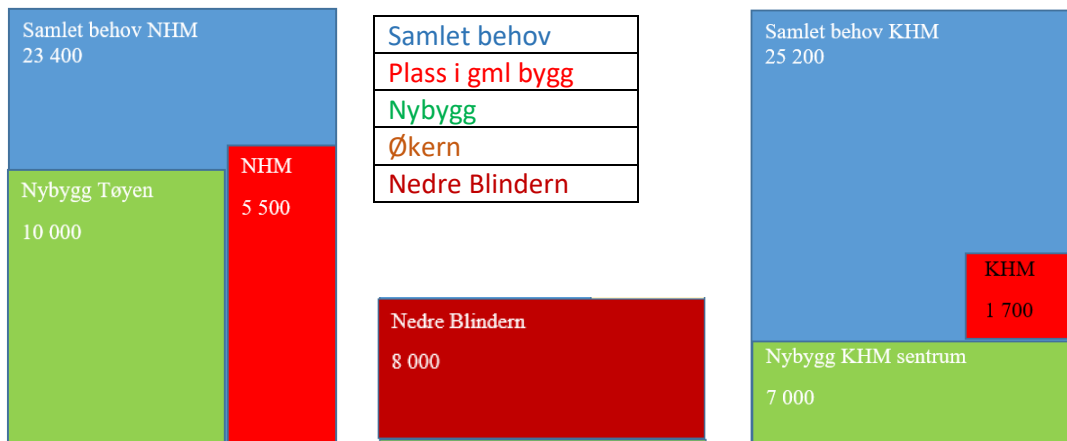 Samlet behov NHM
23 400
NHM
5 500
Nybygg Tøyen
10 000
Samlet behov
Plass i gml bygg
Nybygg
Økern
Nedre Blindern
Nedre Blindern
8 000
Samlet behov KHM
25 200
KHM
1 700
Nybygg KHM sentrum
7 000